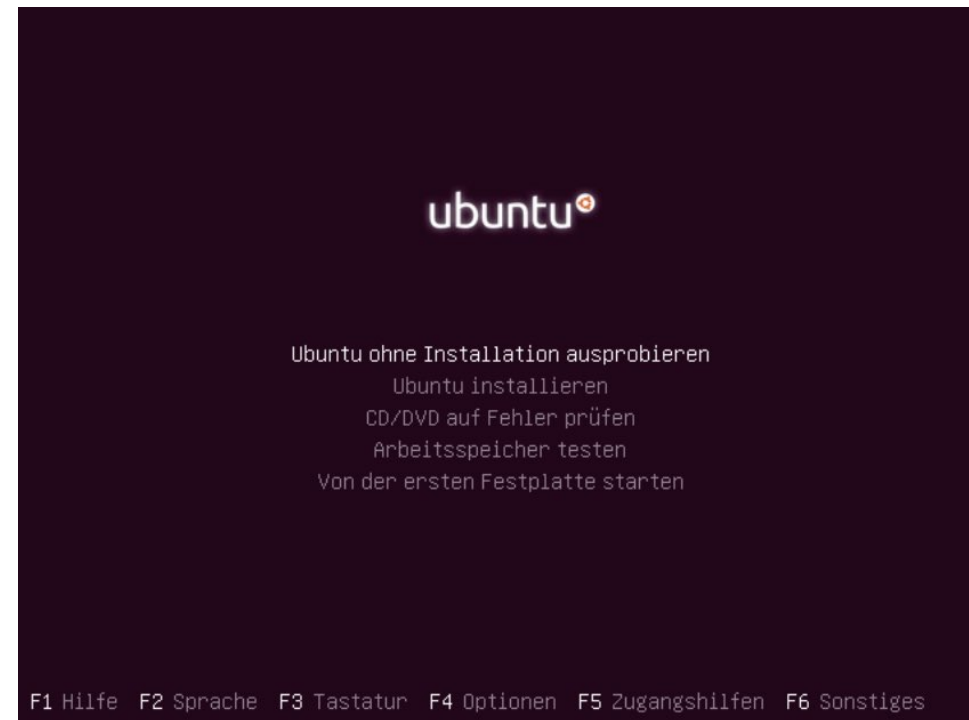 ubuntu
Ubuntu ohne Installation ausprobieren
Ubuntu installieren
CD/DVD auf Fehler prüfen
Arbeitsspeicher testen
Von der ersten Festplatte starten
F1 Hilfe F2 Sprache F3 Tastatur F4 Optionen F5 Zugangshilfen F6 Sonstiges